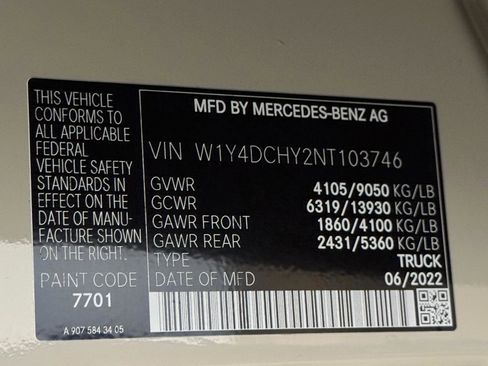 THIS VEHICLE
CONFORMS TO
ALL APPLICABLE
FEDERAL
VEHICLE SAFETY
STANDARDS IN
EFFECT ON THE
DATE OF MANU-
FACTURE SHOWN
ON THE RIGHT.
PAINT CODE
7701
A 907 584 34 05
MFD BY MERCEDES-BENZ AG
VIN W1Y4DCHY2NT103746
GVWR 4105/9050 KG/LB
GCWR 6319/13930 KG/LB
GAWR FRONT 1860/4100 KG/LB
GAWR REAR 2431/5360 KG/LB
TYPE TRUCK
DATE OF MFD 06/2022